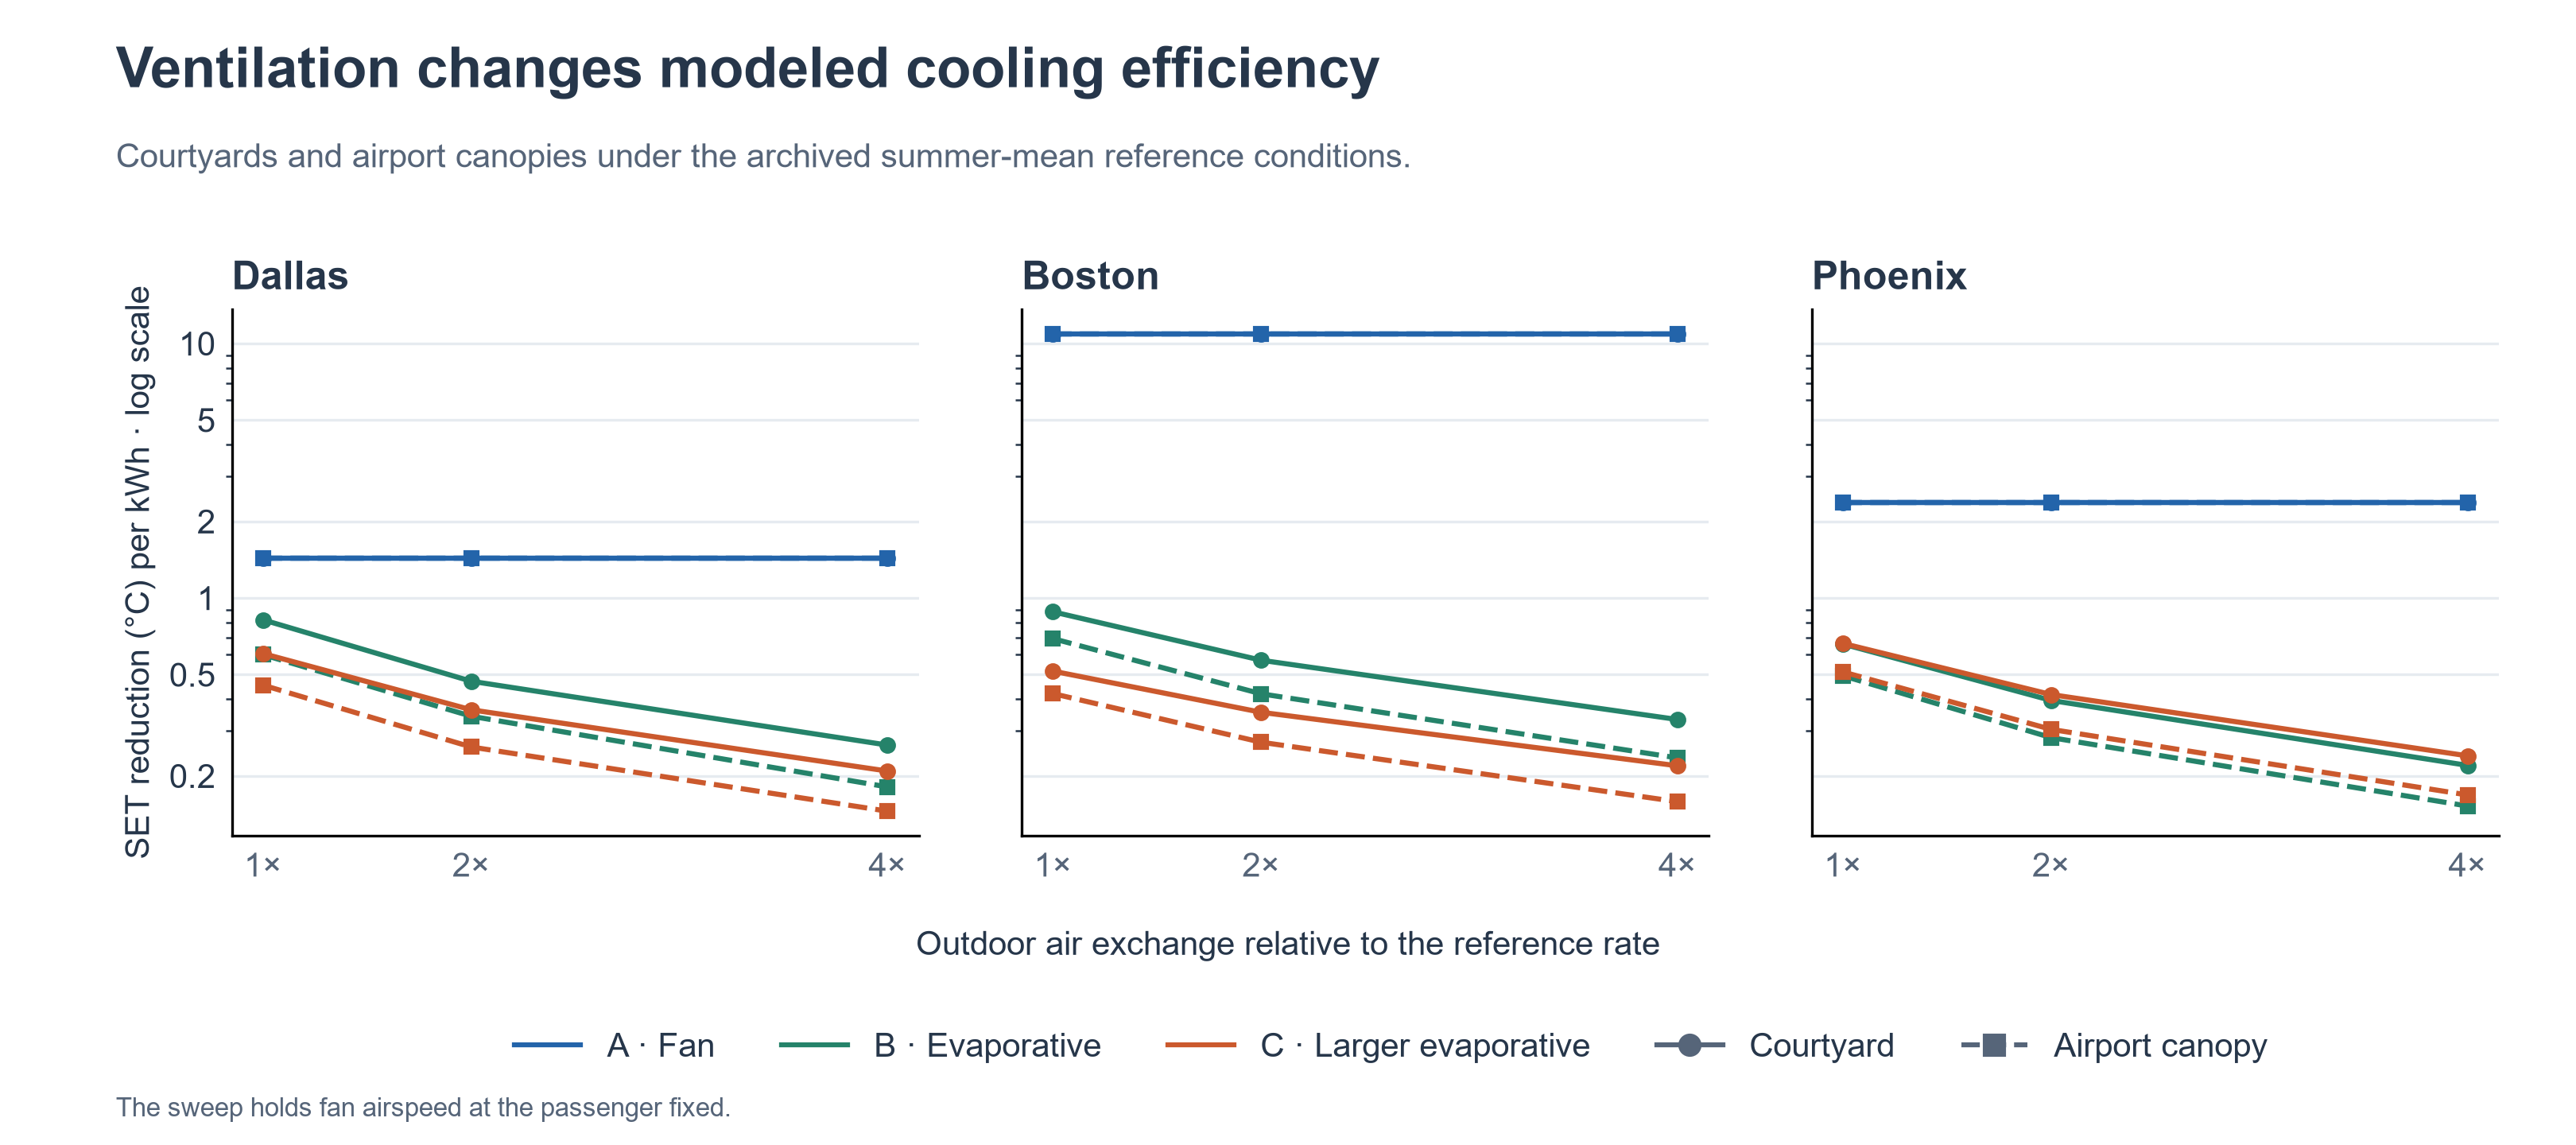 Ventilation changes modeled cooling efficiency
Courtyards and airport canopies under the archived summer-mean reference conditions.
Dallas
Boston
Phoenix
SET reduction (°C) per kWh · log scale
10
5
2
1
0.5
0.2
1× 2× 4×
1× 2× 4×
1× 2× 4×
Outdoor air exchange relative to the reference rate
A · Fan
B · Evaporative
C · Larger evaporative
Courtyard
Airport canopy
The sweep holds fan airspeed at the passenger fixed.